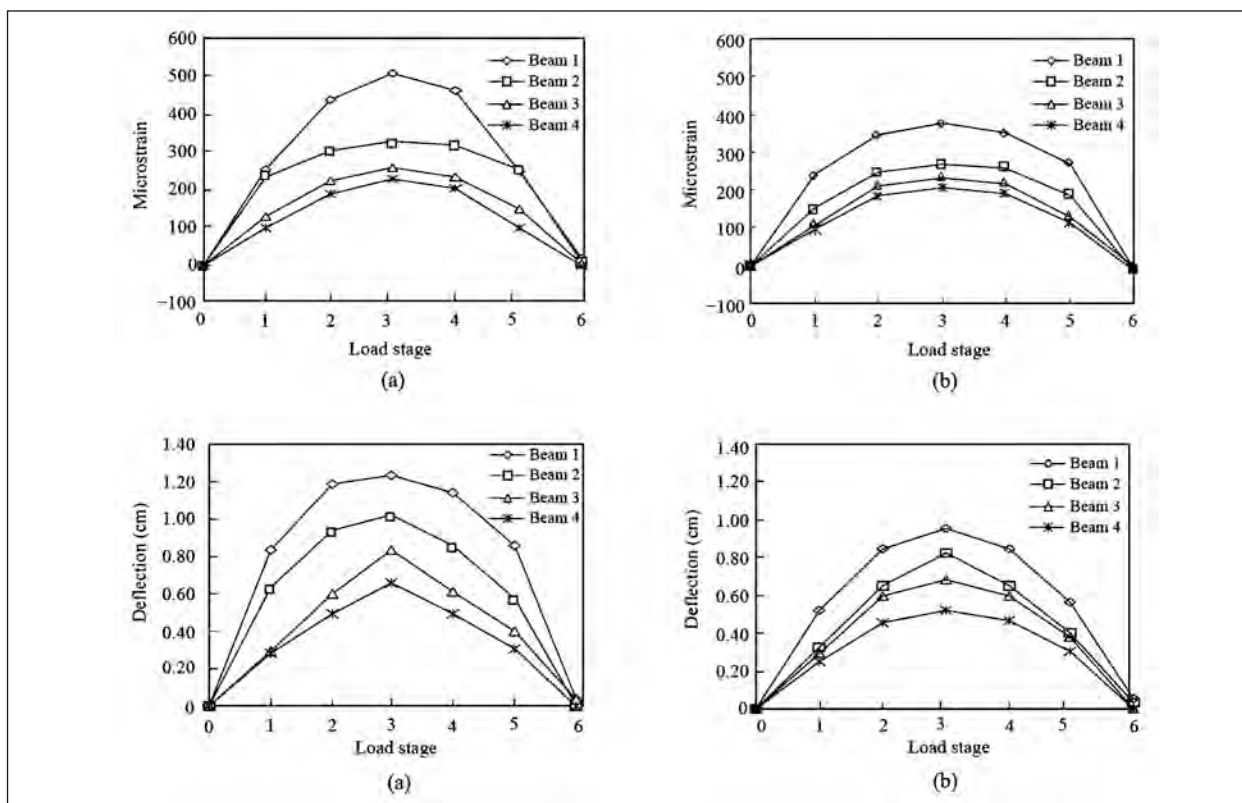 600
500
400
300
200
100
0
−100
Microstrain
Beam 1
Beam 2
Beam 3
Beam 4
0 1 2 3 4 5 6
Load stage
(a)
600
500
400
300
200
100
0
−100
Microstrain
Beam 1
Beam 2
Beam 3
Beam 4
0 1 2 3 4 5 6
Load stage
(b)
1.40
1.20
1.00
0.80
0.60
0.40
0.20
0
Deflection (cm)
Beam 1
Beam 2
Beam 3
Beam 4
0 1 2 3 4 5 6
Load stage
(a)
1.40
1.20
1.00
0.80
0.60
0.40
0.20
0
Deflection (cm)
Beam 1
Beam 2
Beam 3
Beam 4
0 1 2 3 4 5 6
Load stage
(b)